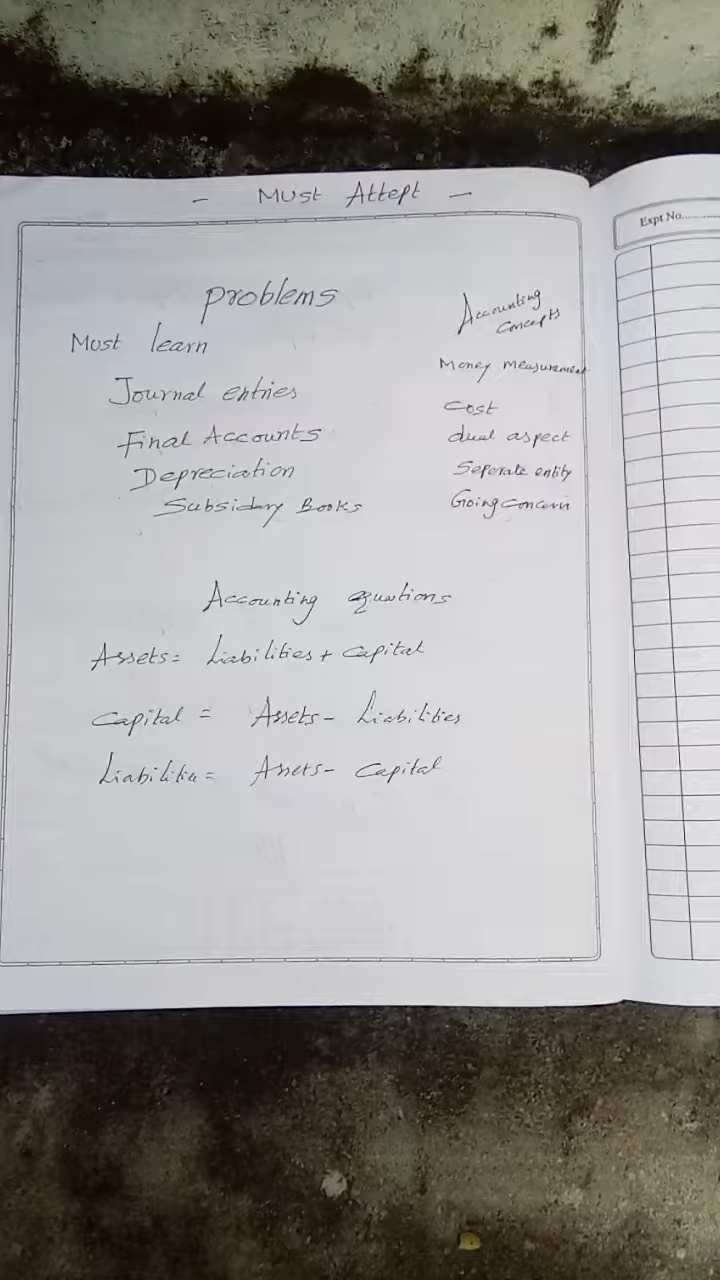 - Must Attept -
Expt No..........
Problems
Must learn
Journal entries
Final Accounts
Depreciation
Subsidary Books
Accounting
concepts
Money measurement
Cost
dual aspect
Seperate entity
Going concern
Accounting equations
Assets = Liabilities + Capital
Capital = Assets - Liabilities
Liabilitie = Assets - Capital